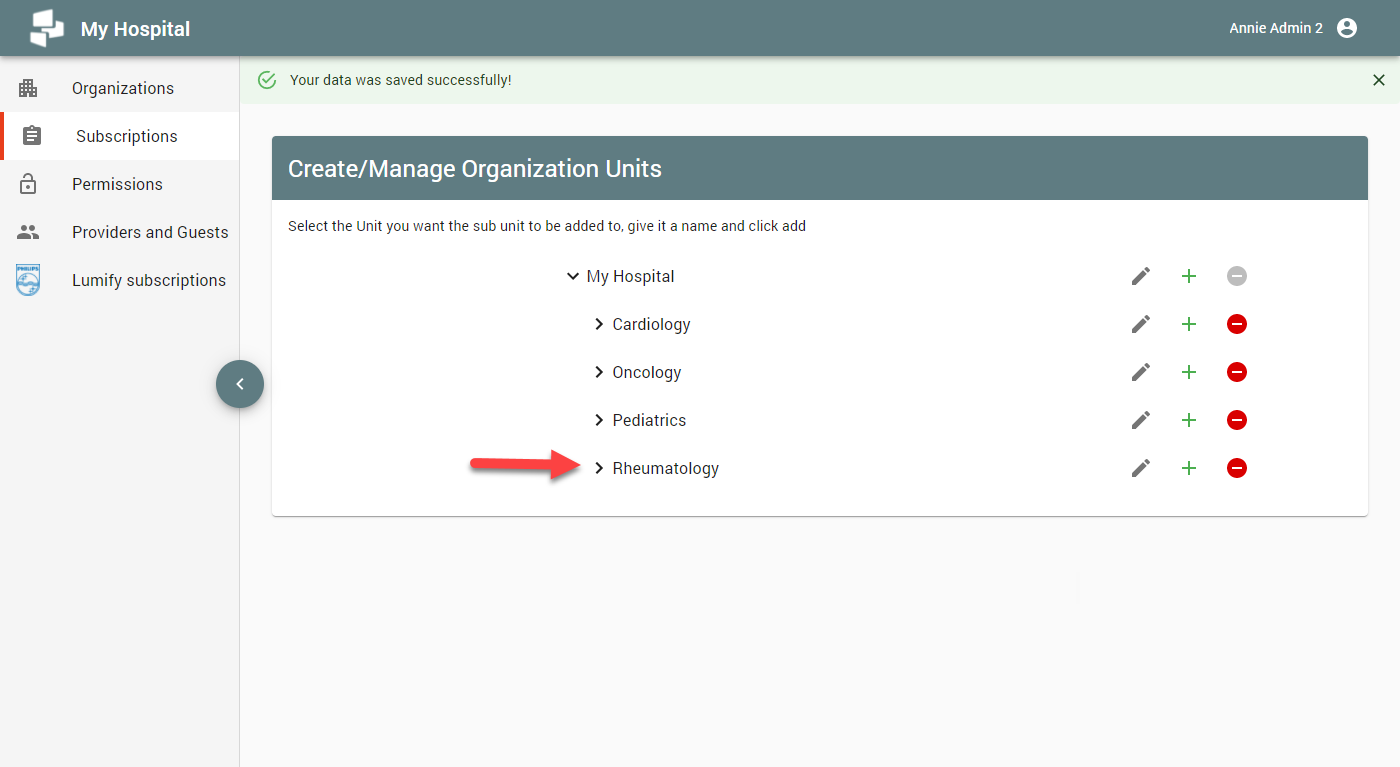 My Hospital
Annie Admin 2
Organizations
Subscriptions
Permissions
Providers and Guests
PHILIPS
Lumify subscriptions
Your data was saved successfully!
Create/Manage Organization Units
Select the Unit you want the sub unit to be added to, give it a name and click add
My Hospital
Cardiology
Oncology
Pediatrics
Rheumatology